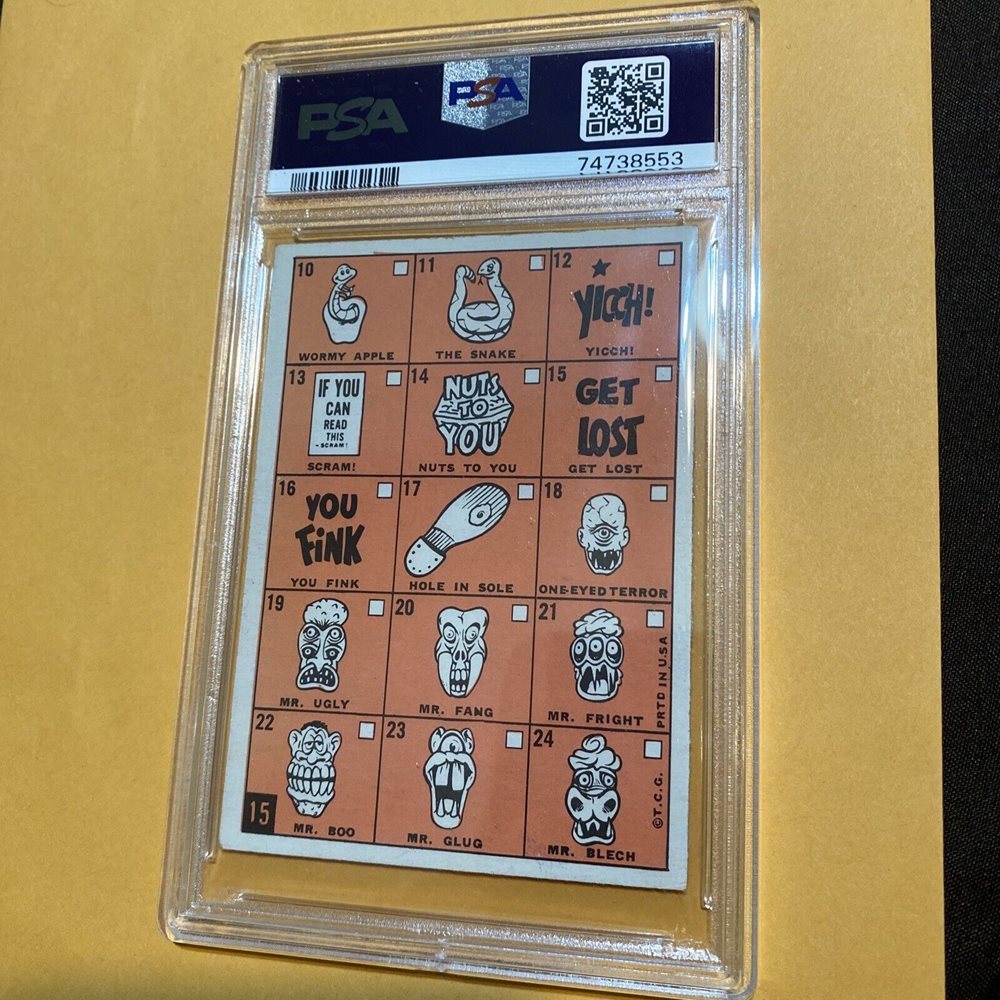 PSA
PSA
74738553
10
11
12
YICCH!
WORMY APPLE
THE SNAKE
YICCH!
13
14
15
IF YOU
CAN
READ
THIS
-SCRAM!
NUTS
TO
YOU
GET
LOST
SCRAM!
NUTS TO YOU
GET LOST
16
17
18
YOU
FiNK
YOU FINK
HOLE IN SOLE
ONE-EYED TERROR
19
20
21
MR. UGLY
MR. FANG
MR. FRIGHT
PRTD IN U.S.A
22
23
24
15
MR. BOO
MR. GLUG
MR. BLECH
©T.C.G.